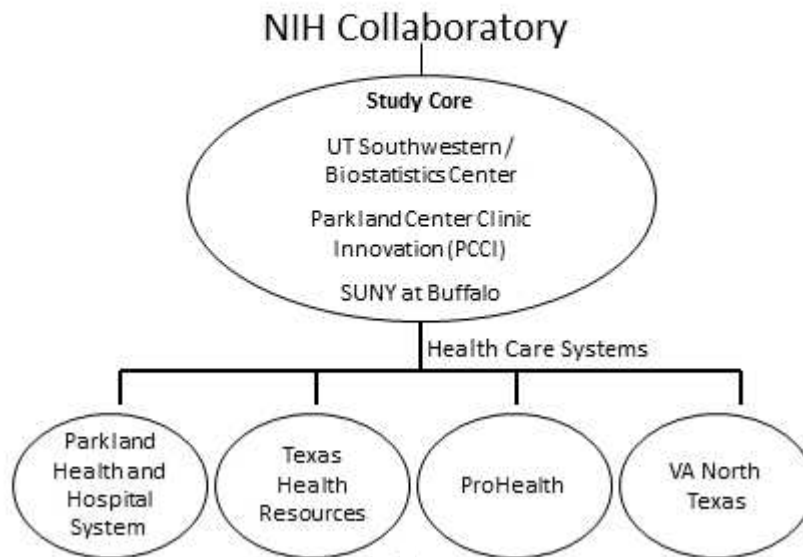 NIH Collaboratory
Study Core
UT Southwestern /
Biostatistics Center
Parkland Center Clinic
Innovation (PCCI)
SUNY at Buffalo
Health Care Systems
Parkland
Health and
Hospital
System
Texas
Health
Resources
ProHealth
VA North
Texas